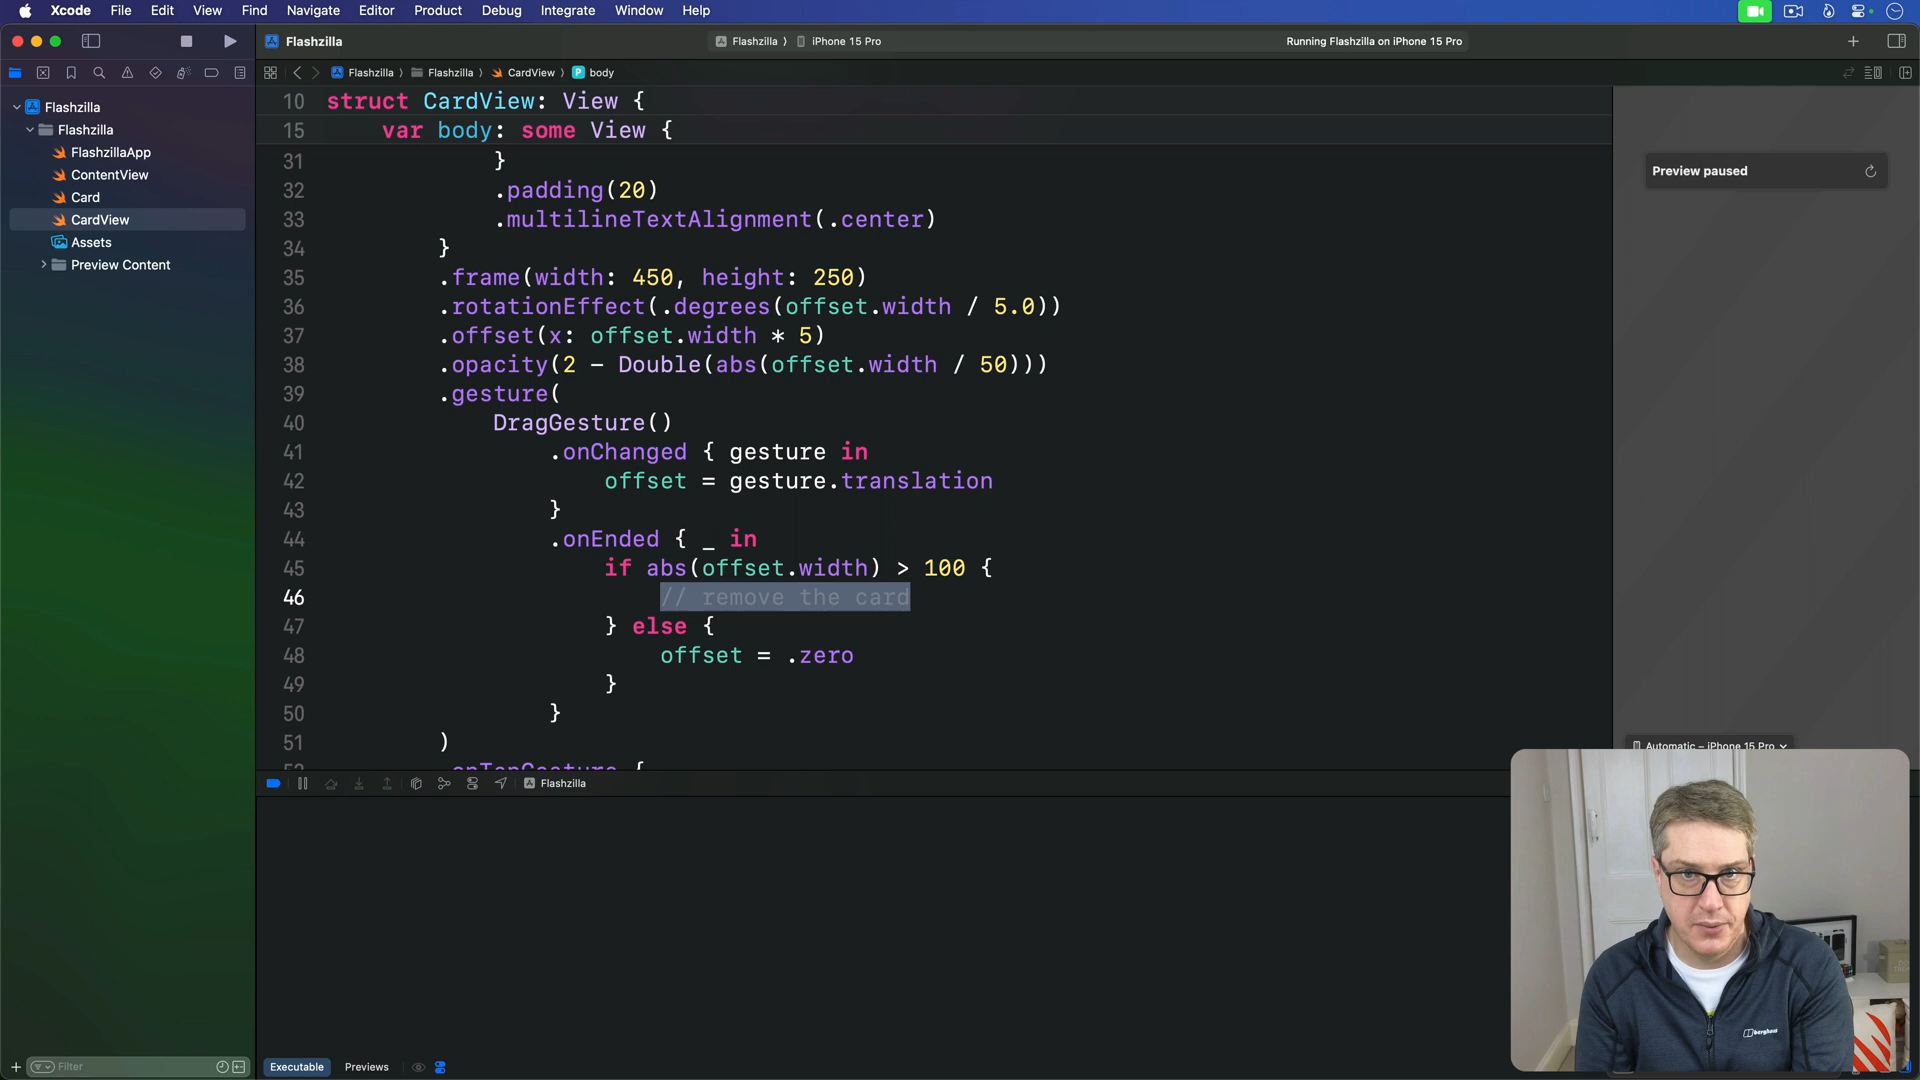 Xcode File Edit View Find Navigate Editor Product Debug Integrate Window Help
Flashzilla
Flashzilla 〉 iPhone 15 Pro
Running Flashzilla on iPhone 15 Pro
Flashzilla 〉 Flashzilla 〉 CardView 〉 P body
Flashzilla
Flashzilla
FlashzillaApp
ContentView
Card
CardView
Assets
Preview Content
10 struct CardView: View {
15 var body: some View {
31 }
32 .padding(20)
33 .multilineTextAlignment(.center)
34 }
35 .frame(width: 450, height: 250)
36 .rotationEffect(.degrees(offset.width / 5.0))
37 .offset(x: offset.width * 5)
38 .opacity(2 - Double(abs(offset.width / 50)))
39 .gesture(
40 DragGesture()
41 .onChanged { gesture in
42 offset = gesture.translation
43 }
44 .onEnded { _ in
45 if abs(offset.width) > 100 {
46 // remove the card
47 } else {
48 offset = .zero
49 }
50 }
51 )
52 .onTapGesture {
Preview paused
Automatic – iPhone 15 Pro
Flashzilla
berghaus
Filter
Executable Previews